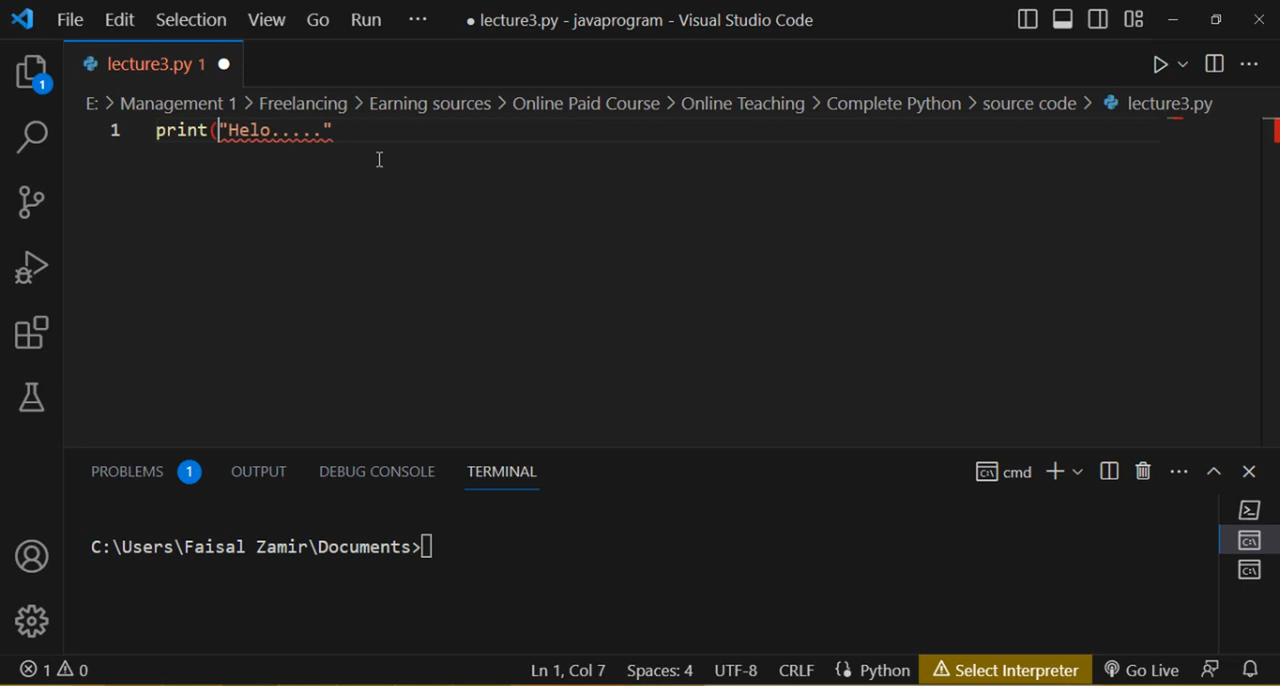 File Edit Selection View Go Run ··· ● lecture3.py - javaprogram - Visual Studio Code
lecture3.py 1
E: > Management 1 > Freelancing > Earning sources > Online Paid Course > Online Teaching > Complete Python > source code > lecture3.py
1 print("Helo....."
1
PROBLEMS 1 OUTPUT DEBUG CONSOLE TERMINAL cmd
C:\Users\Faisal Zamir\Documents>
1 0 Ln 1, Col 7 Spaces: 4 UTF-8 CRLF Python Select Interpreter Go Live